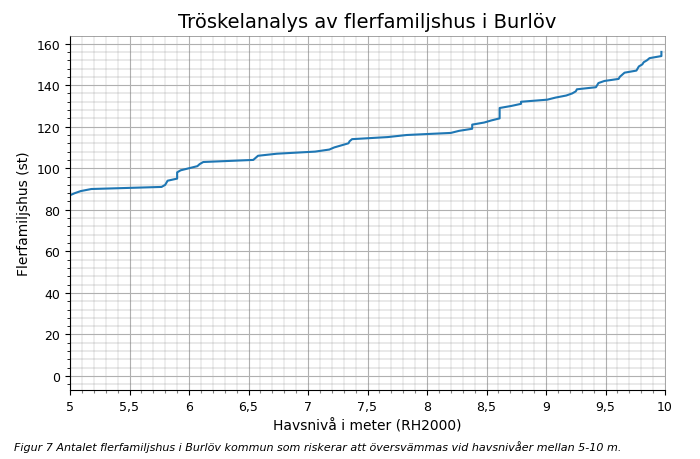 Tröskelanalys av flerfamiljshus i Burlöv
160
140
120
100
80
60
40
20
0
Flerfamiljshus (st)
5 5,5 6 6,5 7 7,5 8 8,5 9 9,5 10
Havsnivå i meter (RH2000)
Figur 7 Antalet flerfamiljshus i Burlöv kommun som riskerar att översvämmas vid havsnivåer mellan 5-10 m.